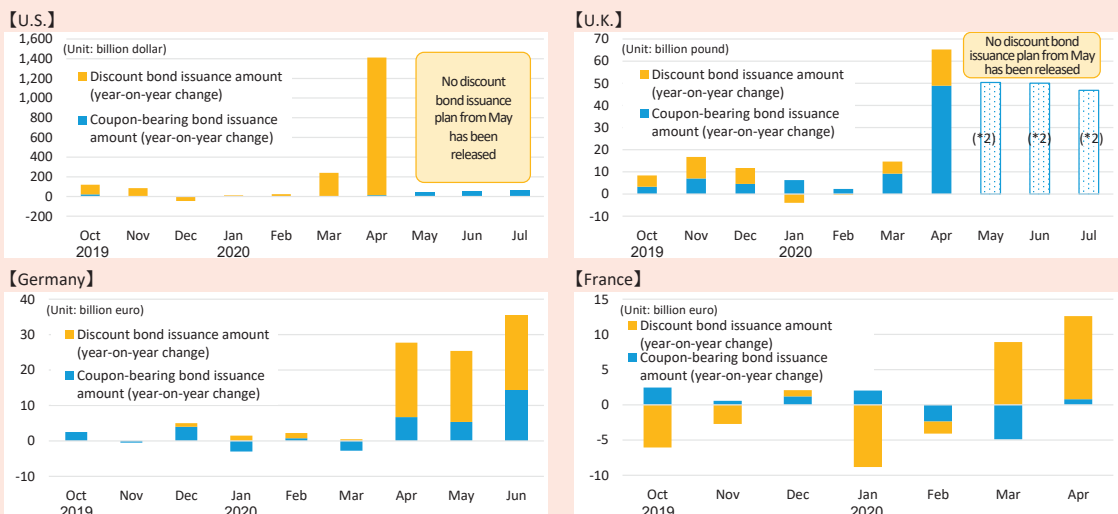 【U.S.】
(Unit: billion dollar)
1,600
1,400
1,200
1,000
800
600
400
200
0
-200
Discount bond issuance amount
(year-on-year change)
Coupon-bearing bond issuance
amount (year-on-year change)
No discount
bond issuance
plan from May
has been
released
Oct Nov Dec Jan Feb Mar Apr May Jun Jul
2019 2020
【U.K.】
(Unit: billion pound)
70
60
50
40
30
20
10
0
-10
Discount bond issuance amount
(year-on-year change)
Coupon-bearing bond issuance
amount (year-on-year change)
No discount bond
issuance plan from May
has been released
(*2) (*2) (*2)
Oct Nov Dec Jan Feb Mar Apr May Jun Jul
2019 2020
【Germany】
(Unit: billion euro)
40
30
20
10
0
-10
Discount bond issuance amount
(year-on-year change)
Coupon-bearing bond issuance
amount (year-on-year change)
Oct Nov Dec Jan Feb Mar Apr May Jun
2019 2020
【France】
(Unit: billion euro)
15
10
5
0
-5
-10
Discount bond issuance amount
(year-on-year change)
Coupon-bearing bond issuance
amount (year-on-year change)
Oct Nov Dec Jan Feb Mar Apr
2019 2020